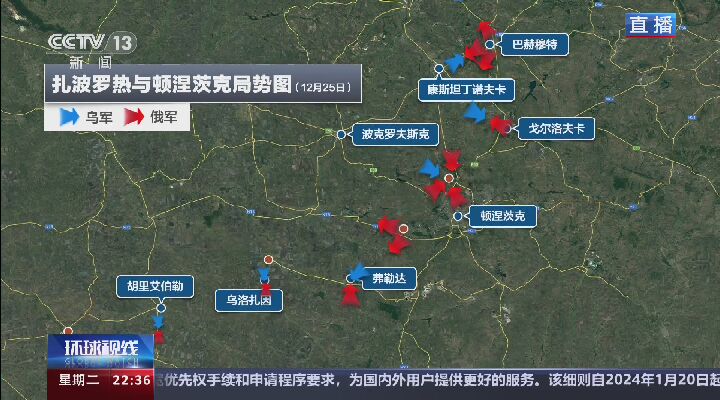 CCTV 13
新闻
直播
扎波罗热与顿涅茨克局势图（12月25日）
乌军 俄军
巴赫穆特
康斯坦丁诺夫卡
戈尔洛夫卡
波克罗夫斯克
顿涅茨克
弗勒达
乌洛扎因
胡里艾伯勒
环球视线
星期二 22:36
优先权手续和申请程序要求，为国内外用户提供更好的服务。该细则自2024年1月20日起